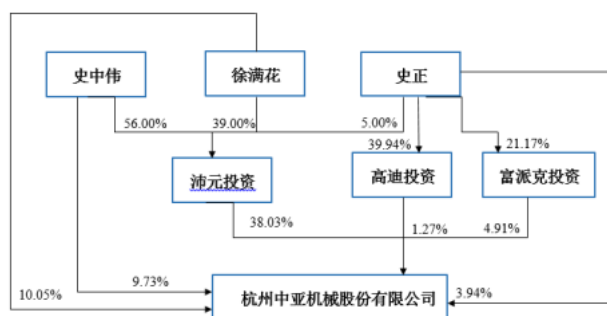 史中伟
徐满花
史正
56.00%
39.00%
5.00%
39.94%
21.17%
沛元投资
高迪投资
富派克投资
38.03%
1.27%
4.91%
9.73%
10.05%
杭州中亚机械股份有限公司
3.94%